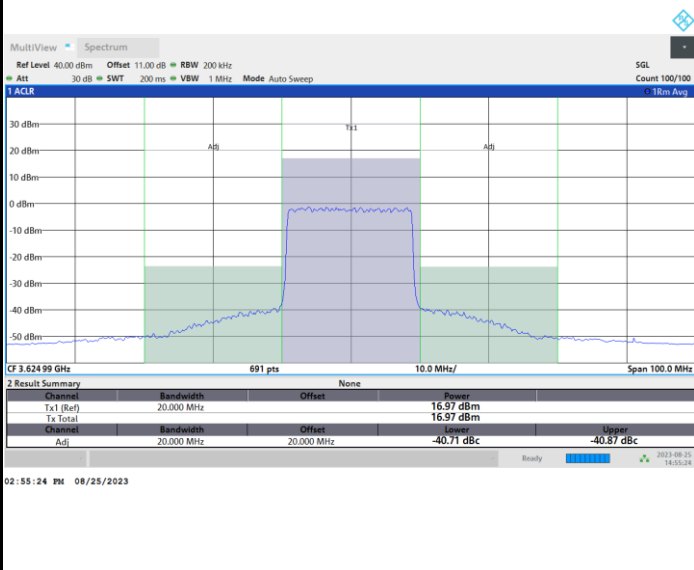 MultiView Spectrum
Ref Level 40.00 dBm Offset 11.00 dB RBW 200 kHz SGL
Att 30 dB SWT 200 ms VBW 1 MHz Mode Auto Sweep Count 100/100
1 ACLR 1Rm Avg
30 dBm
Tx1
20 dBm
Adj Adj
10 dBm
0 dBm
-10 dBm
-20 dBm
-30 dBm
-40 dBm
-50 dBm
CF 3.624 99 GHz 691 pts 10.0 MHz/ Span 100.0 MHz
2 Result Summary None
Channel Bandwidth Offset Power
Tx1 (Ref) 20.000 MHz 16.97 dBm
Tx Total 16.97 dBm
Channel Bandwidth Offset Lower Upper
Adj 20.000 MHz 20.000 MHz -40.71 dBc -40.87 dBc
Ready 2023-08-25
14:55:24
02:55:24 PM 08/25/2023